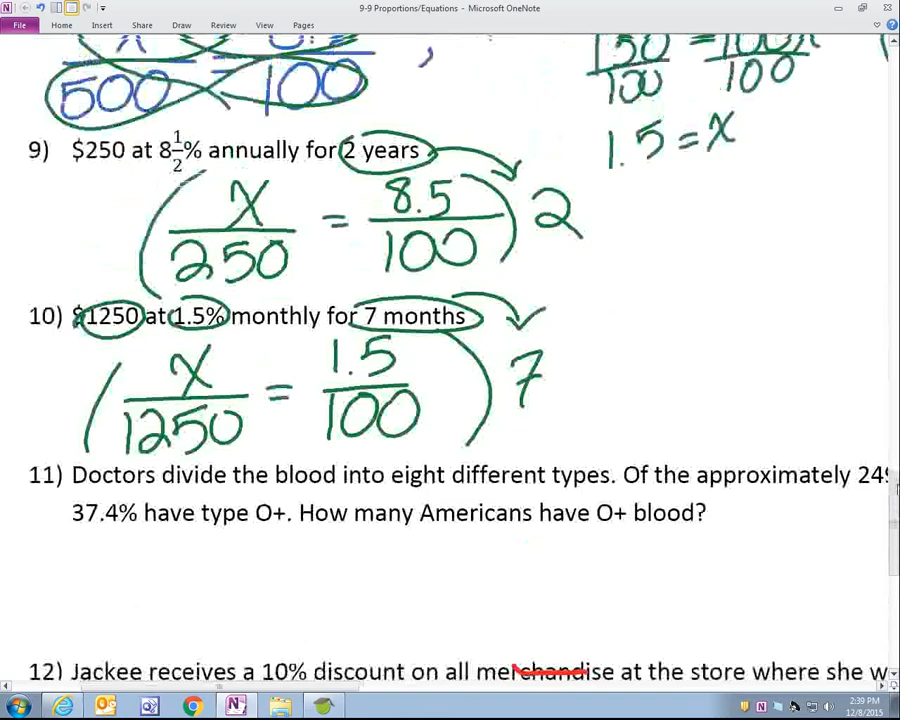 9-9 Proportions/Equations - Microsoft OneNote
File Home Insert Share Draw Review View Pages
500 = 100
150/100 = 100x/100
1.5 = x
9) $250 at 8 1/2% annually for 2 years
( x/250 = 8.5/100 ) 2
10) $1250 at 1.5% monthly for 7 months
( x/1250 = 1.5/100 ) 7
11) Doctors divide the blood into eight different types. Of the approximately 249
37.4% have type O+. How many Americans have O+ blood?
12) Jackee receives a 10% discount on all merchandise at the store where she w
2:39 PM
12/8/2015